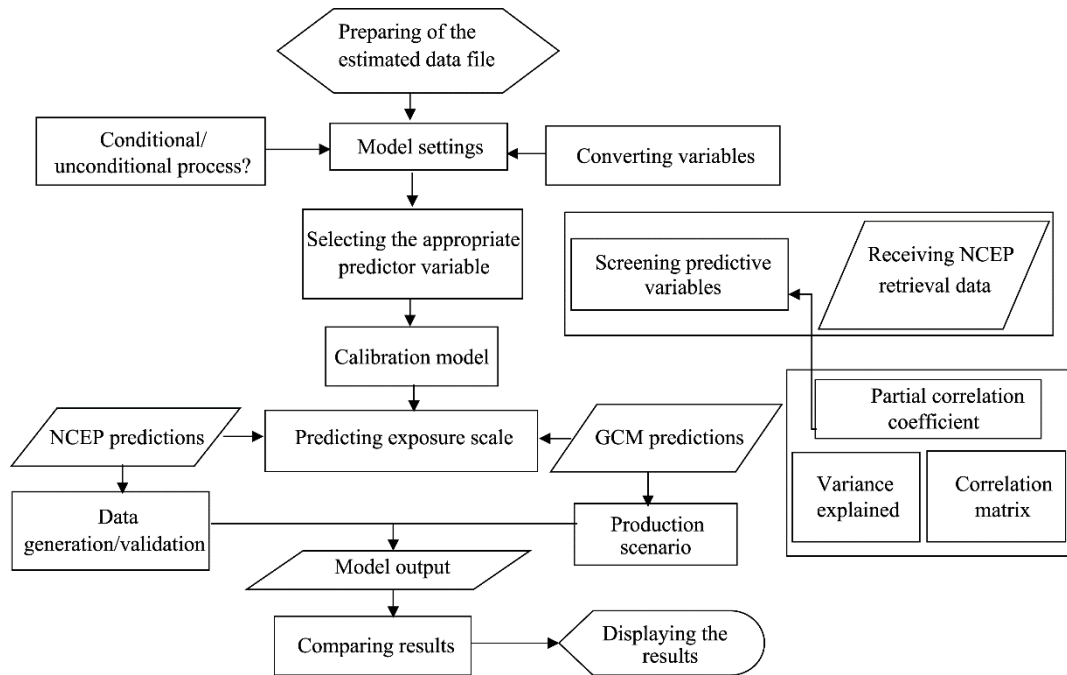 Preparing of the
estimated data file
Conditional/
unconditional process?
Model settings
Converting variables
Selecting the appropriate
predictor variable
Screening predictive
variables
Receiving NCEP
retrieval data
Calibration model
Partial correlation
coefficient
NCEP predictions
Predicting exposure scale
GCM predictions
Variance
explained
Correlation
matrix
Data
generation/validation
Production
scenario
Model output
Comparing results
Displaying the
results